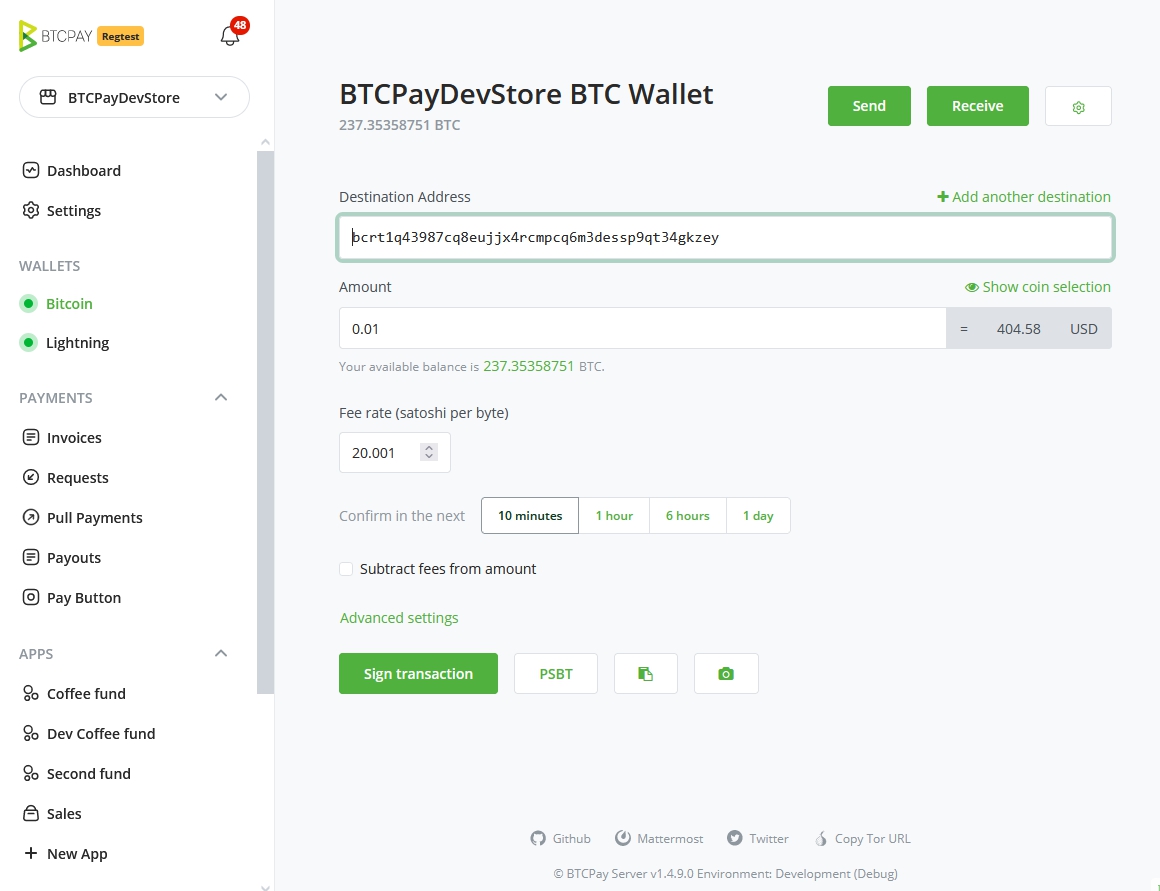 BTCPAY Regtest 48
BTCPayDevStore
Dashboard
Settings
WALLETS
Bitcoin
Lightning
PAYMENTS
Invoices
Requests
Pull Payments
Payouts
Pay Button
APPS
Coffee fund
Dev Coffee fund
Second fund
Sales
New App
BTCPayDevStore BTC Wallet
237.35358751 BTC
Send Receive
Destination Address Add another destination
bcrt1q43987cq8eujjx4rcmpcq6m3dessp9qt34gkzey
Amount Show coin selection
0.01 = 404.58 USD
Your available balance is 237.35358751 BTC.
Fee rate (satoshi per byte)
20.001
Confirm in the next 10 minutes 1 hour 6 hours 1 day
Subtract fees from amount
Advanced settings
Sign transaction PSBT
Github Mattermost Twitter Copy Tor URL
© BTCPay Server v1.4.9.0 Environment: Development (Debug)